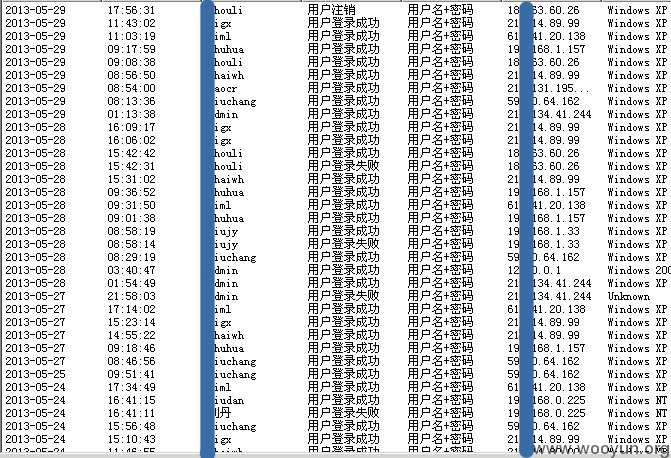 2013-05-29 17:56:31 houli 用户注销 用户名+密码 18 63.60.26 Windows XP
2013-05-29 11:43:02 igx 用户登录成功 用户名+密码 21 14.89.99 Windows XP
2013-05-29 11:03:19 iml 用户登录成功 用户名+密码 61 41.20.138 Windows XP
2013-05-29 09:17:59 huhua 用户登录成功 用户名+密码 19 168.1.157 Windows XP
2013-05-29 09:08:38 houli 用户登录成功 用户名+密码 18 63.60.26 Windows XP
2013-05-29 08:56:50 haiwh 用户登录成功 用户名+密码 21 14.89.99 Windows XP
2013-05-29 08:54:00 aocr 用户登录成功 用户名+密码 21 131.195... Windows XP
2013-05-29 08:13:36 iuchang 用户登录成功 用户名+密码 59 0.64.162 Windows XP
2013-05-29 01:13:38 dmin 用户登录成功 用户名+密码 21 134.41.244 Windows XP
2013-05-28 16:09:17 igx 用户登录成功 用户名+密码 21 14.89.99 Windows XP
2013-05-28 16:06:02 igx 用户登录成功 用户名+密码 21 14.89.99 Windows XP
2013-05-28 15:42:42 houli 用户登录成功 用户名+密码 18 63.60.26 Windows XP
2013-05-28 15:42:31 houli 用户登录失败 用户名+密码 18 63.60.26 Windows XP
2013-05-28 15:31:02 haiwh 用户登录成功 用户名+密码 21 14.89.99 Windows XP
2013-05-28 09:36:52 huhua 用户登录成功 用户名+密码 19 168.1.157 Windows XP
2013-05-28 09:31:50 iml 用户登录成功 用户名+密码 61 41.20.138 Windows XP
2013-05-28 09:01:38 huhua 用户登录成功 用户名+密码 19 168.1.157 Windows XP
2013-05-28 08:58:19 iujy 用户登录成功 用户名+密码 19 168.1.33 Windows XP
2013-05-28 08:58:14 iujy 用户登录失败 用户名+密码 19 168.1.33 Windows XP
2013-05-28 08:29:19 iuchang 用户登录成功 用户名+密码 59 0.64.162 Windows XP
2013-05-28 03:40:47 dmin 用户登录成功 用户名+密码 12 0.0.1 Windows 200
2013-05-28 01:54:49 dmin 用户登录成功 用户名+密码 21 134.41.244 Windows XP
2013-05-27 21:58:03 dmin 用户登录失败 用户名+密码 21 134.41.244 Unknown
2013-05-27 17:14:02 iml 用户登录成功 用户名+密码 61 41.20.138 Windows XP
2013-05-27 15:23:14 igx 用户登录成功 用户名+密码 21 14.89.99 Windows XP
2013-05-27 14:55:22 haiwh 用户登录成功 用户名+密码 21 14.89.99 Windows XP
2013-05-27 09:18:46 huhua 用户登录成功 用户名+密码 19 168.1.157 Windows XP
2013-05-27 08:46:56 iuchang 用户登录成功 用户名+密码 59 0.64.162 Windows XP
2013-05-25 09:51:41 iuchang 用户登录成功 用户名+密码 59 0.64.162 Windows XP
2013-05-24 17:34:49 iml 用户登录成功 用户名+密码 61 41.20.138 Windows XP
2013-05-24 16:41:15 iudan 用户登录成功 用户名+密码 19 168.0.225 Windows NT
2013-05-24 16:41:11 丹 用户登录失败 用户名+密码 19 168.0.225 Windows NT
2013-05-24 15:56:48 iuchang 用户登录成功 用户名+密码 59 0.64.162 Windows XP
2013-05-24 15:10:43 igx 用户登录成功 用户名+密码 21 14.89.99 Windows XP
2013-05-24 11:46:55
www.wooyun.org